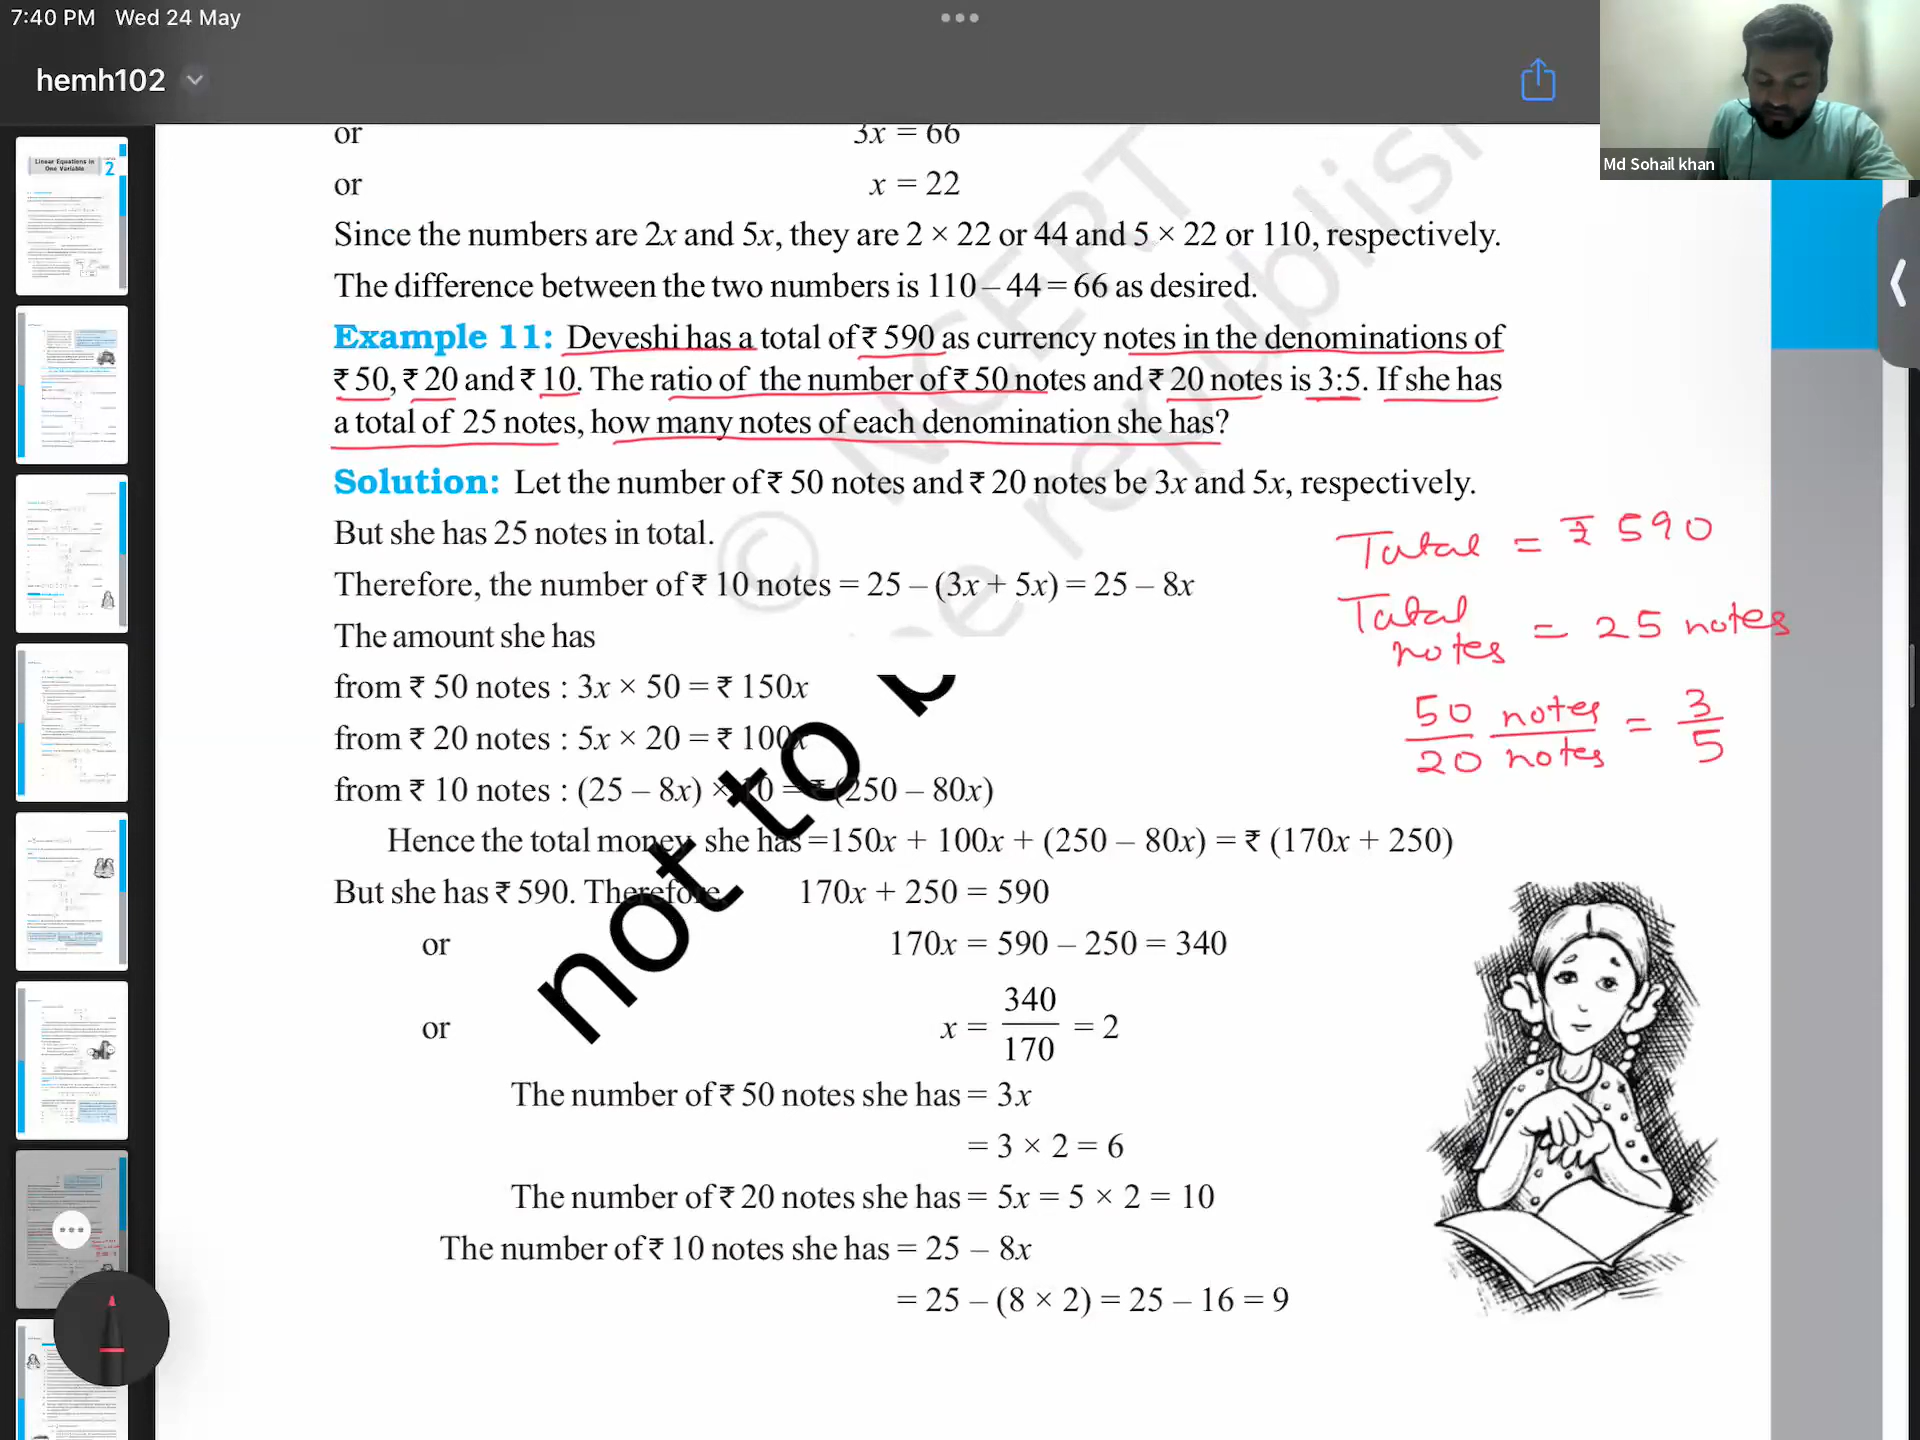 7:40 PM Wed 24 May
hemh102
Md Sohail khan
Linear Equations in
One Variable
2
or 3x = 66
or x = 22
Since the numbers are 2x and 5x, they are 2 × 22 or 44 and 5 × 22 or 110, respectively.
The difference between the two numbers is 110 – 44 = 66 as desired.
Example 11: Deveshi has a total of ₹ 590 as currency notes in the denominations of
₹ 50, ₹ 20 and ₹ 10. The ratio of the number of ₹ 50 notes and ₹ 20 notes is 3:5. If she has
a total of 25 notes, how many notes of each denomination she has?
Solution: Let the number of ₹ 50 notes and ₹ 20 notes be 3x and 5x, respectively.
But she has 25 notes in total.
Therefore, the number of ₹ 10 notes = 25 – (3x + 5x) = 25 – 8x
The amount she has
from ₹ 50 notes : 3x × 50 = ₹ 150x
from ₹ 20 notes : 5x × 20 = ₹ 100x
from ₹ 10 notes : (25 – 8x) × 10 = ₹ (250 – 80x)
Hence the total money she has =150x + 100x + (250 – 80x) = ₹ (170x + 250)
But she has ₹ 590. Therefore, 170x + 250 = 590
or 170x = 590 – 250 = 340
or x = 340/170 = 2
The number of ₹ 50 notes she has = 3x
= 3 × 2 = 6
The number of ₹ 20 notes she has = 5x = 5 × 2 = 10
The number of ₹ 10 notes she has = 25 – 8x
= 25 – (8 × 2) = 25 – 16 = 9
Total = ₹ 590
Total
notes = 25 notes
50 notes / 20 notes = 3/5
© NCERT
not to be republis